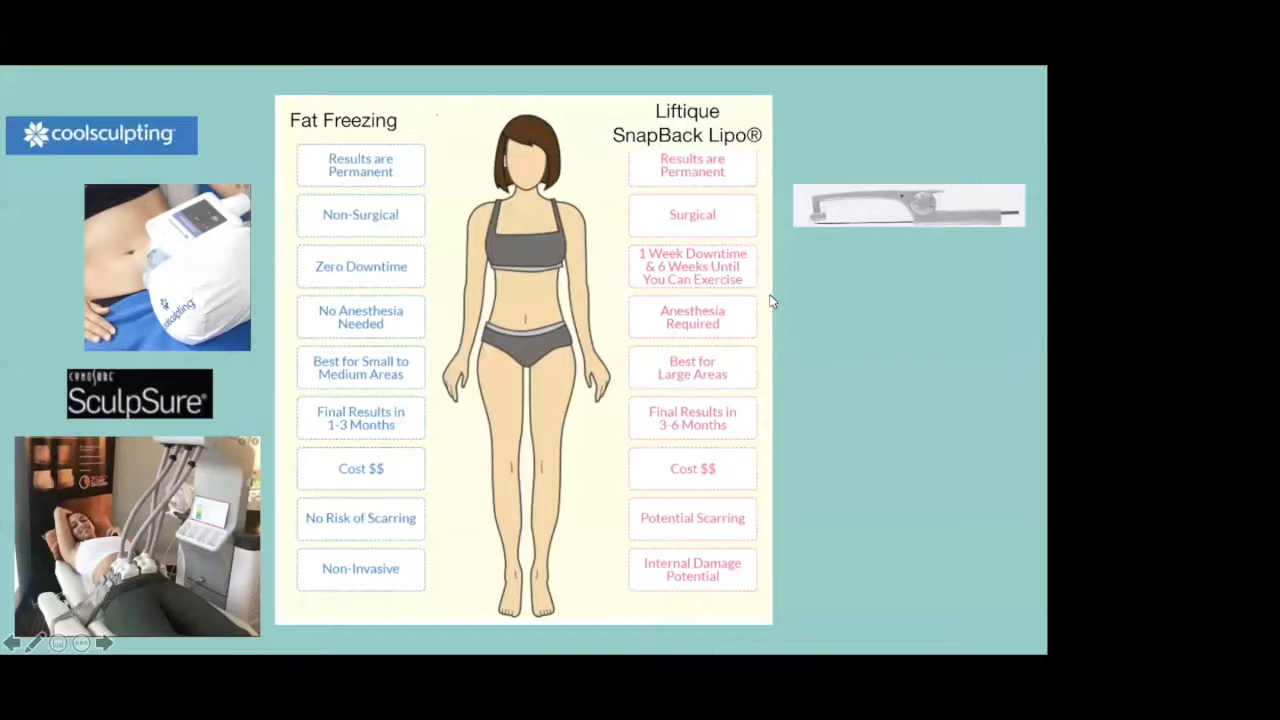 coolsculpting
coolsculpting
CYNOSURE
SculpSure®
Fat Freezing
Results are
Permanent
Non-Surgical
Zero Downtime
No Anesthesia
Needed
Best for Small to
Medium Areas
Final Results in
1-3 Months
Cost $$
No Risk of Scarring
Non-Invasive
Liftique
SnapBack Lipo®
Results are
Permanent
Surgical
1 Week Downtime
& 6 Weeks Until
You Can Exercise
Anesthesia
Required
Best for
Large Areas
Final Results in
3-6 Months
Cost $$
Potential Scarring
Internal Damage
Potential